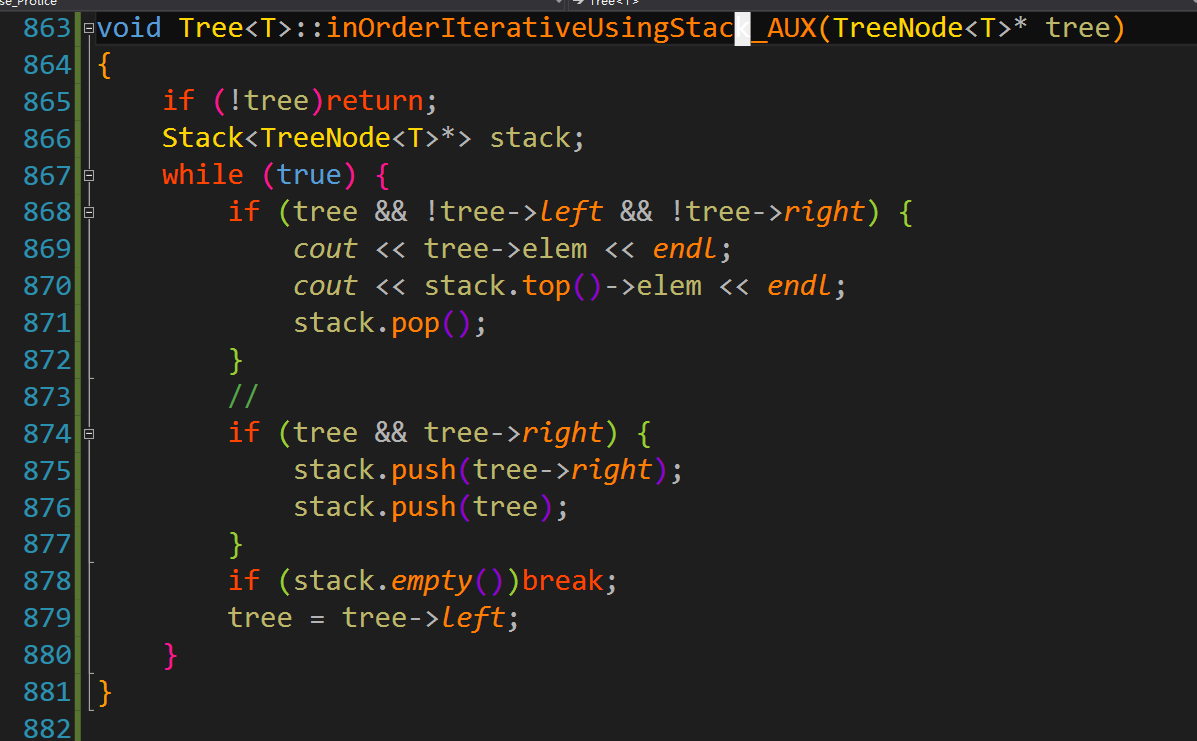 se_Protice
Tree<T>
863 void Tree<T>::inOrderIterativeUsingStack_AUX(TreeNode<T>* tree)
864 {
865 if (!tree)return;
866 Stack<TreeNode<T>*> stack;
867 while (true) {
868 if (tree && !tree->left && !tree->right) {
869 cout << tree->elem << endl;
870 cout << stack.top()->elem << endl;
871 stack.pop();
872 }
873 //
874 if (tree && tree->right) {
875 stack.push(tree->right);
876 stack.push(tree);
877 }
878 if (stack.empty())break;
879 tree = tree->left;
880 }
881 }
882